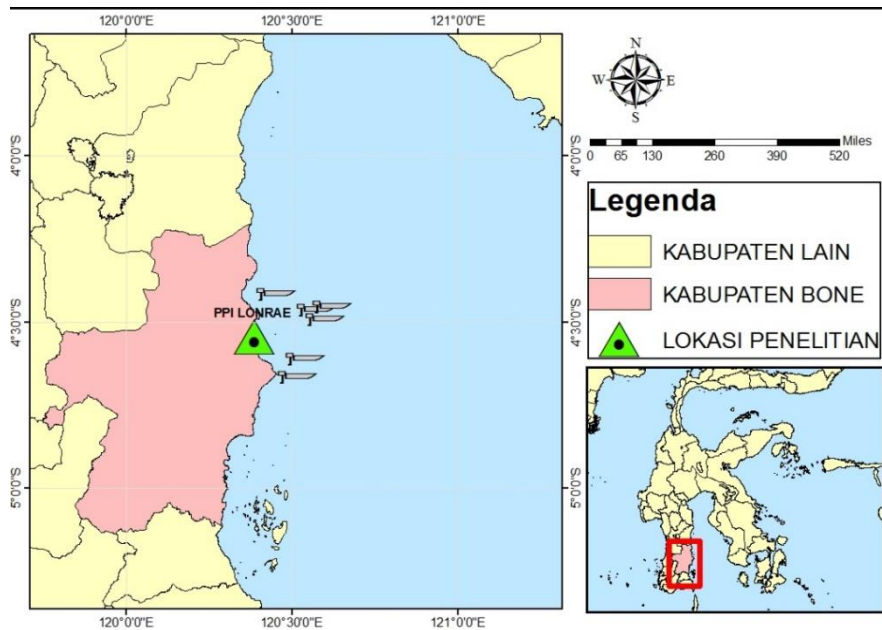 120°0'0"E 120°30'0"E 121°0'0"E
N
W E
S
Miles
0 65 130 260 390 520
4°0'0"S 4°0'0"S
Legenda
KABUPATEN LAIN
KABUPATEN BONE
LOKASI PENELITIAN
PPI LONRAE
4°30'0"S 4°30'0"S
5°0'0"S 5°0'0"S
120°0'0"E 120°30'0"E 121°0'0"E